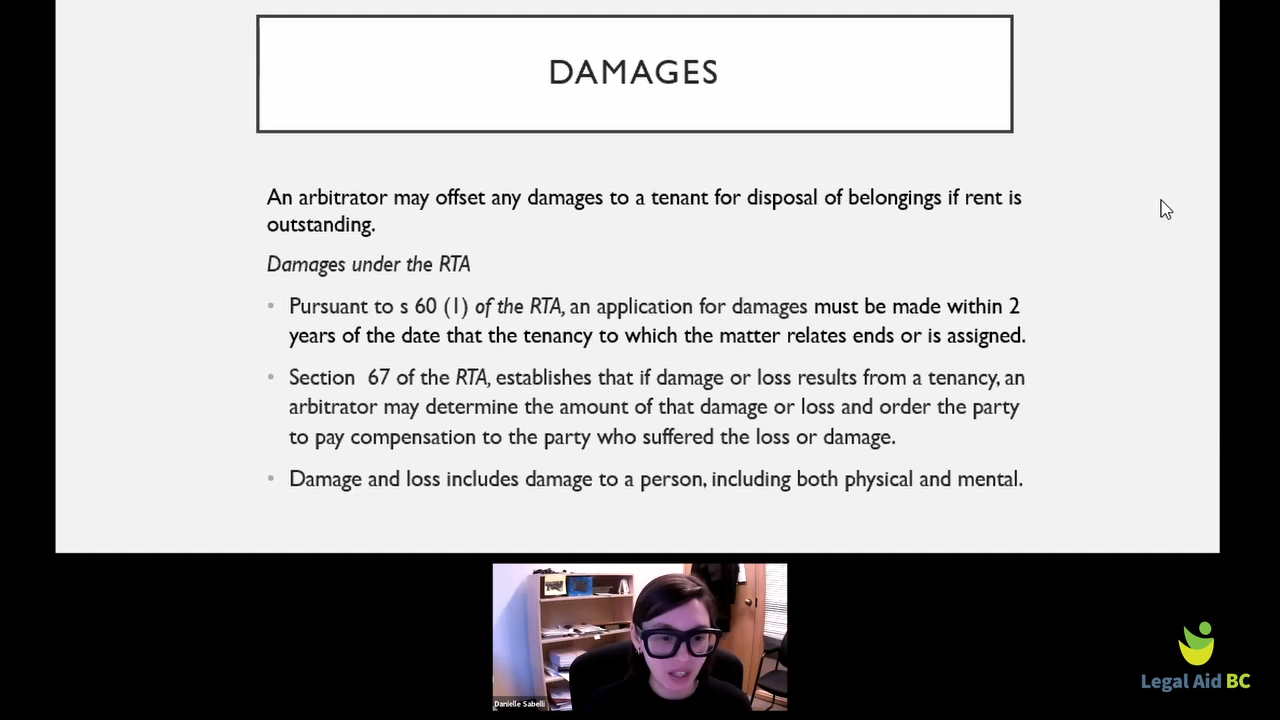 DAMAGES
An arbitrator may offset any damages to a tenant for disposal of belongings if rent is
outstanding.
Damages under the RTA
• Pursuant to s 60 (1) of the RTA, an application for damages must be made within 2
years of the date that the tenancy to which the matter relates ends or is assigned.
• Section 67 of the RTA, establishes that if damage or loss results from a tenancy, an
arbitrator may determine the amount of that damage or loss and order the party
to pay compensation to the party who suffered the loss or damage.
• Damage and loss includes damage to a person, including both physical and mental.
Danielle Sabelli
Legal Aid BC